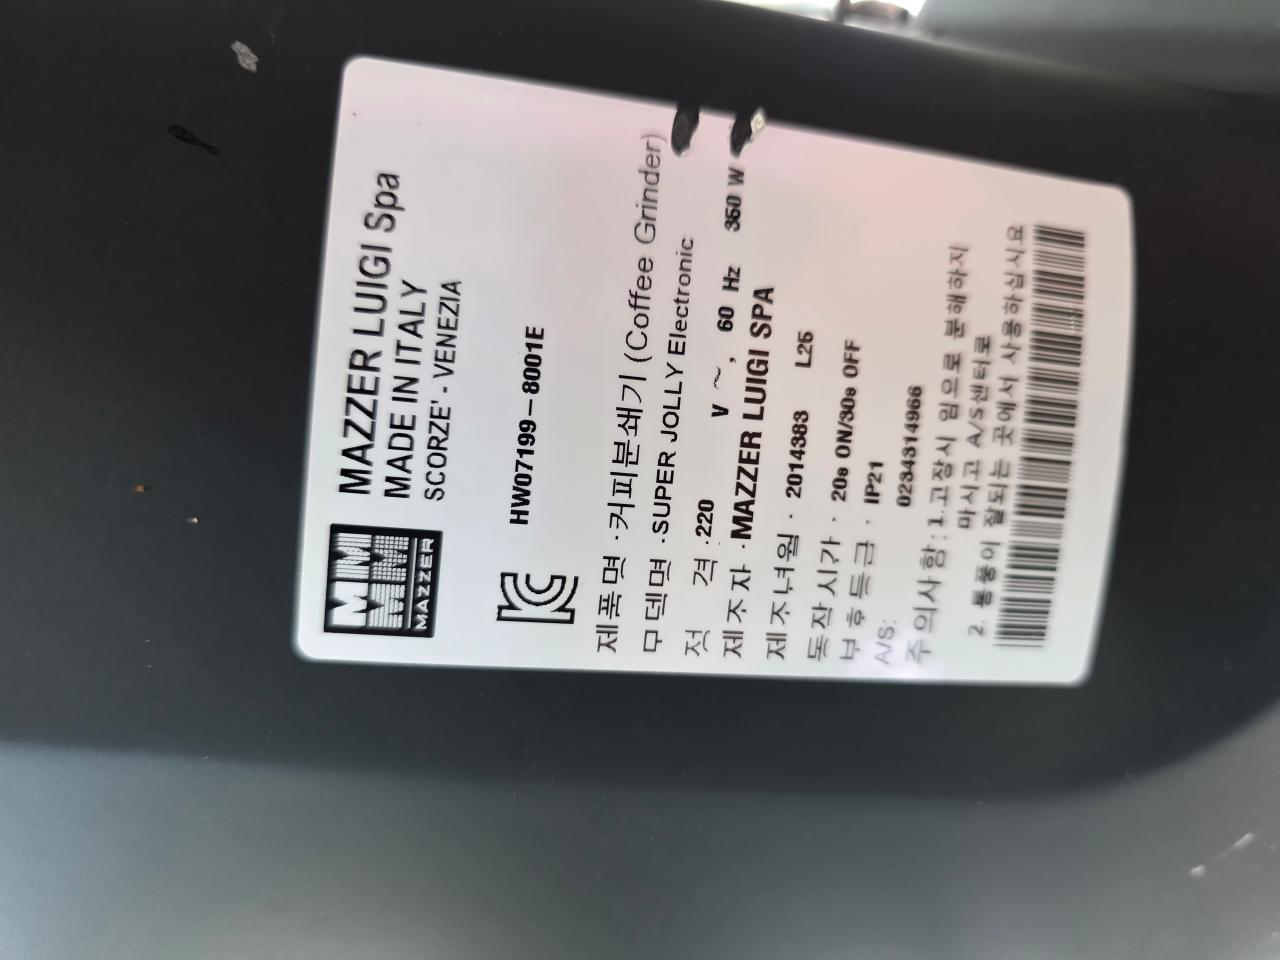 MAZZER
MAZZER LUIGI Spa
MADE IN ITALY
SCORZE' - VENEZIA
HW07199-8001E
제품명 · 커피분쇄기 (Coffee Grinder)
모델명 · SUPER JOLLY Electronic
정 격 · 220 V ~, 60 Hz 350 W
제조자 · MAZZER LUIGI SPA
제조년월 · 2014383 L25
동작시간 · 20s ON/30s OFF
보호등급 · IP21
A/S: 0234314966
주의사항 : 1. 고장시 임으로 분해하지
마시고 A/S센터로
2. 통풍이 잘되는 곳에서 사용하십시요